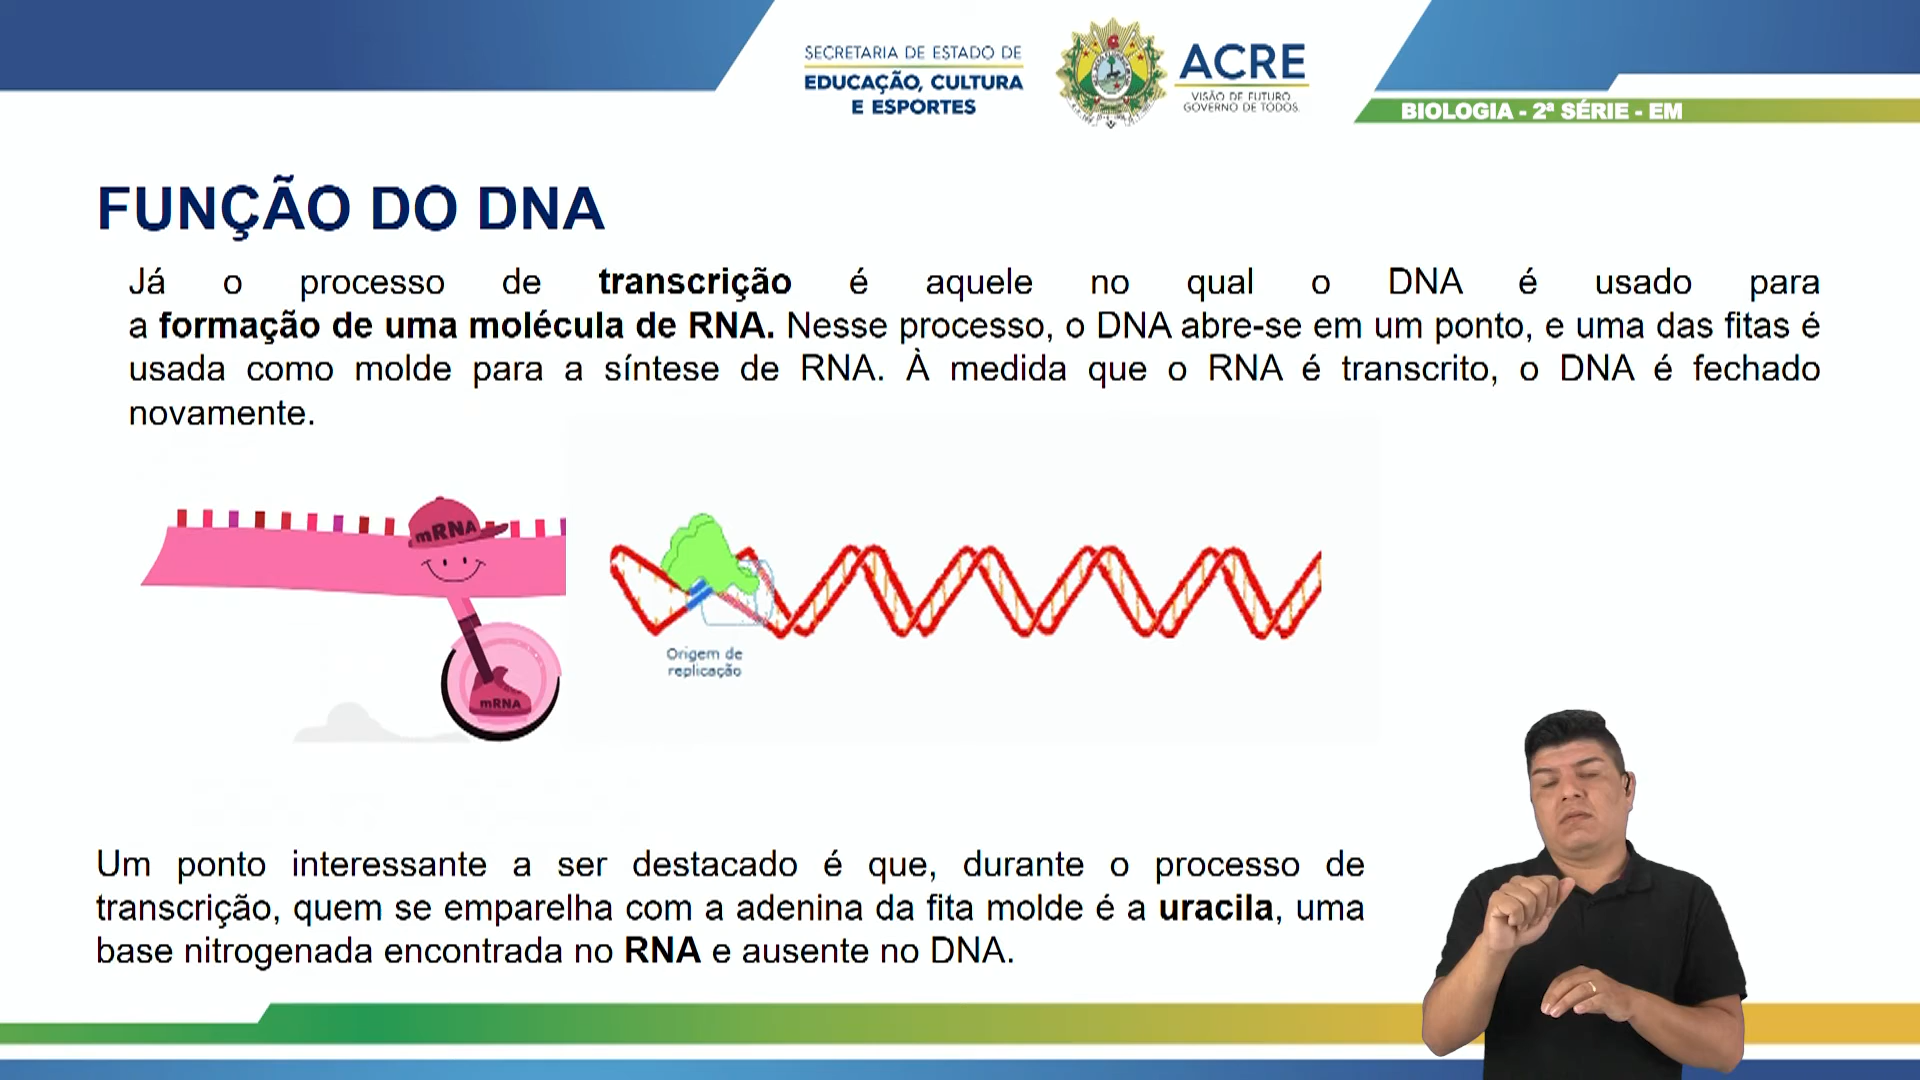 SECRETARIA DE ESTADO DE
EDUCAÇÃO, CULTURA
E ESPORTES
ACRE
VISÃO DE FUTURO
GOVERNO DE TODOS.
BIOLOGIA - 2ª SÉRIE - EM
FUNÇÃO DO DNA
Já o processo de transcrição é aquele no qual o DNA é usado para
a formação de uma molécula de RNA. Nesse processo, o DNA abre-se em um ponto, e uma das fitas é
usada como molde para a síntese de RNA. À medida que o RNA é transcrito, o DNA é fechado
novamente.
mRNA
mRNA
Origem de
replicação
Um ponto interessante a ser destacado é que, durante o processo de
transcrição, quem se emparelha com a adenina da fita molde é a uracila, uma
base nitrogenada encontrada no RNA e ausente no DNA.